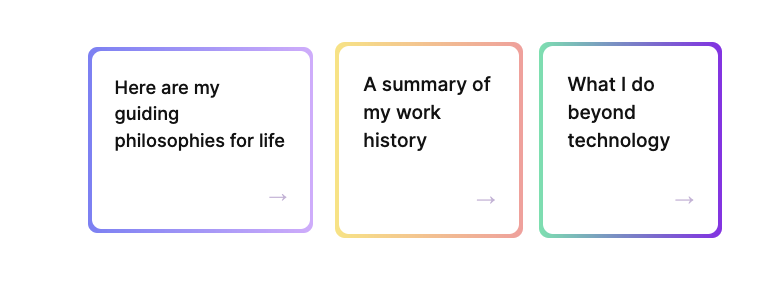 Here are my
guiding
philosophies for life
→
A summary of
my work
history
→
What I do
beyond
technology
→